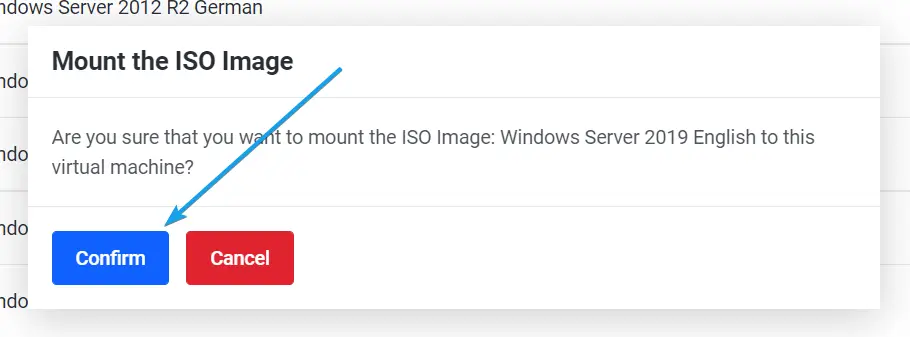 ndows Server 2012 R2 German
Mount the ISO Image
ndo
Are you sure that you want to mount the ISO Image: Windows Server 2019 English to this
ndo
virtual machine?
ndo
Confirm Cancel
ndo